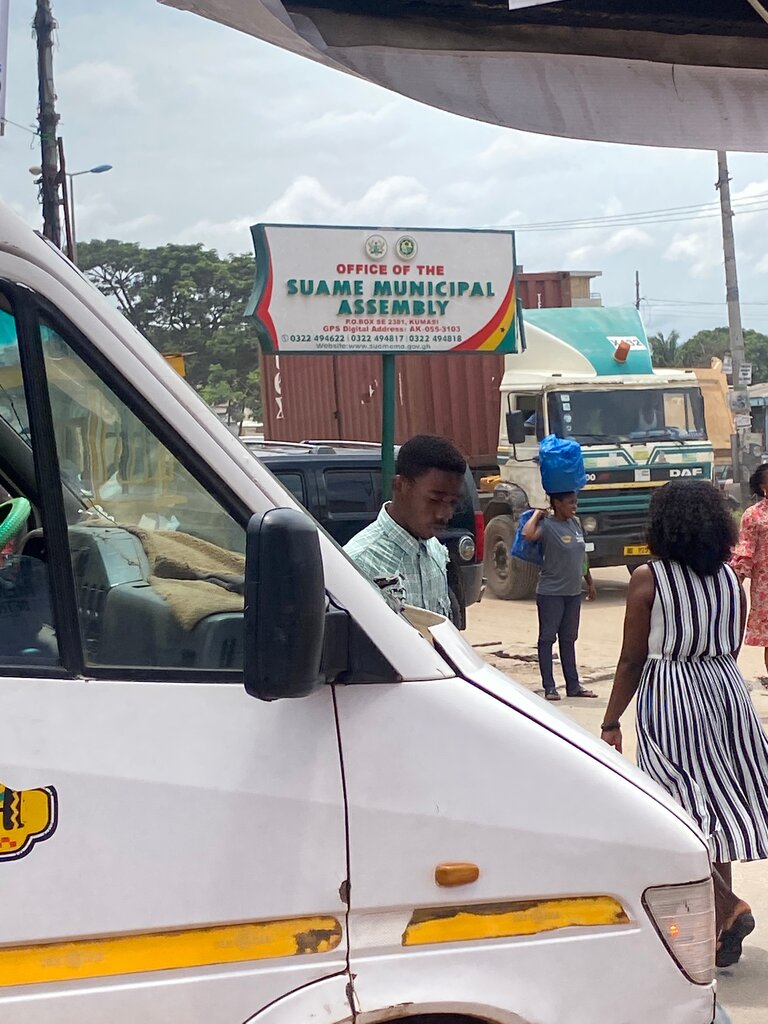 OFFICE OF THE
SUAME MUNICIPAL
ASSEMBLY
P.O.BOX SE 2381, KUMASI
GPS Digital Address: AK-055-3103
0322 494622 | 0322 494817 | 0322 494818
Website:www.suamema.gov.gh
DAF